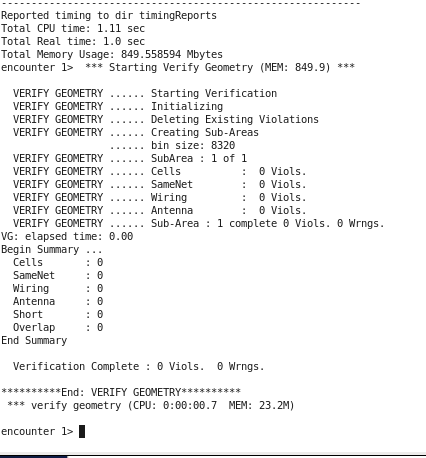 ------------------------------------------------------------
Reported timing to dir timingReports
Total CPU time: 1.11 sec
Total Real time: 1.0 sec
Total Memory Usage: 849.558594 Mbytes
encounter 1>  *** Starting Verify Geometry (MEM: 849.9) ***

  VERIFY GEOMETRY ...... Starting Verification
  VERIFY GEOMETRY ...... Initializing
  VERIFY GEOMETRY ...... Deleting Existing Violations
  VERIFY GEOMETRY ...... Creating Sub-Areas
                  ...... bin size: 8320
  VERIFY GEOMETRY ...... SubArea : 1 of 1
  VERIFY GEOMETRY ...... Cells          :  0 Viols.
  VERIFY GEOMETRY ...... SameNet        :  0 Viols.
  VERIFY GEOMETRY ...... Wiring         :  0 Viols.
  VERIFY GEOMETRY ...... Antenna        :  0 Viols.
  VERIFY GEOMETRY ...... Sub-Area : 1 complete 0 Viols. 0 Wrngs.
VG: elapsed time: 0.00
Begin Summary ...
  Cells       : 0
  SameNet     : 0
  Wiring      : 0
  Antenna     : 0
  Short       : 0
  Overlap     : 0
End Summary

  Verification Complete : 0 Viols.  0 Wrngs.

**********End: VERIFY GEOMETRY**********
 *** verify geometry (CPU: 0:00:00.7  MEM: 23.2M)

encounter 1>